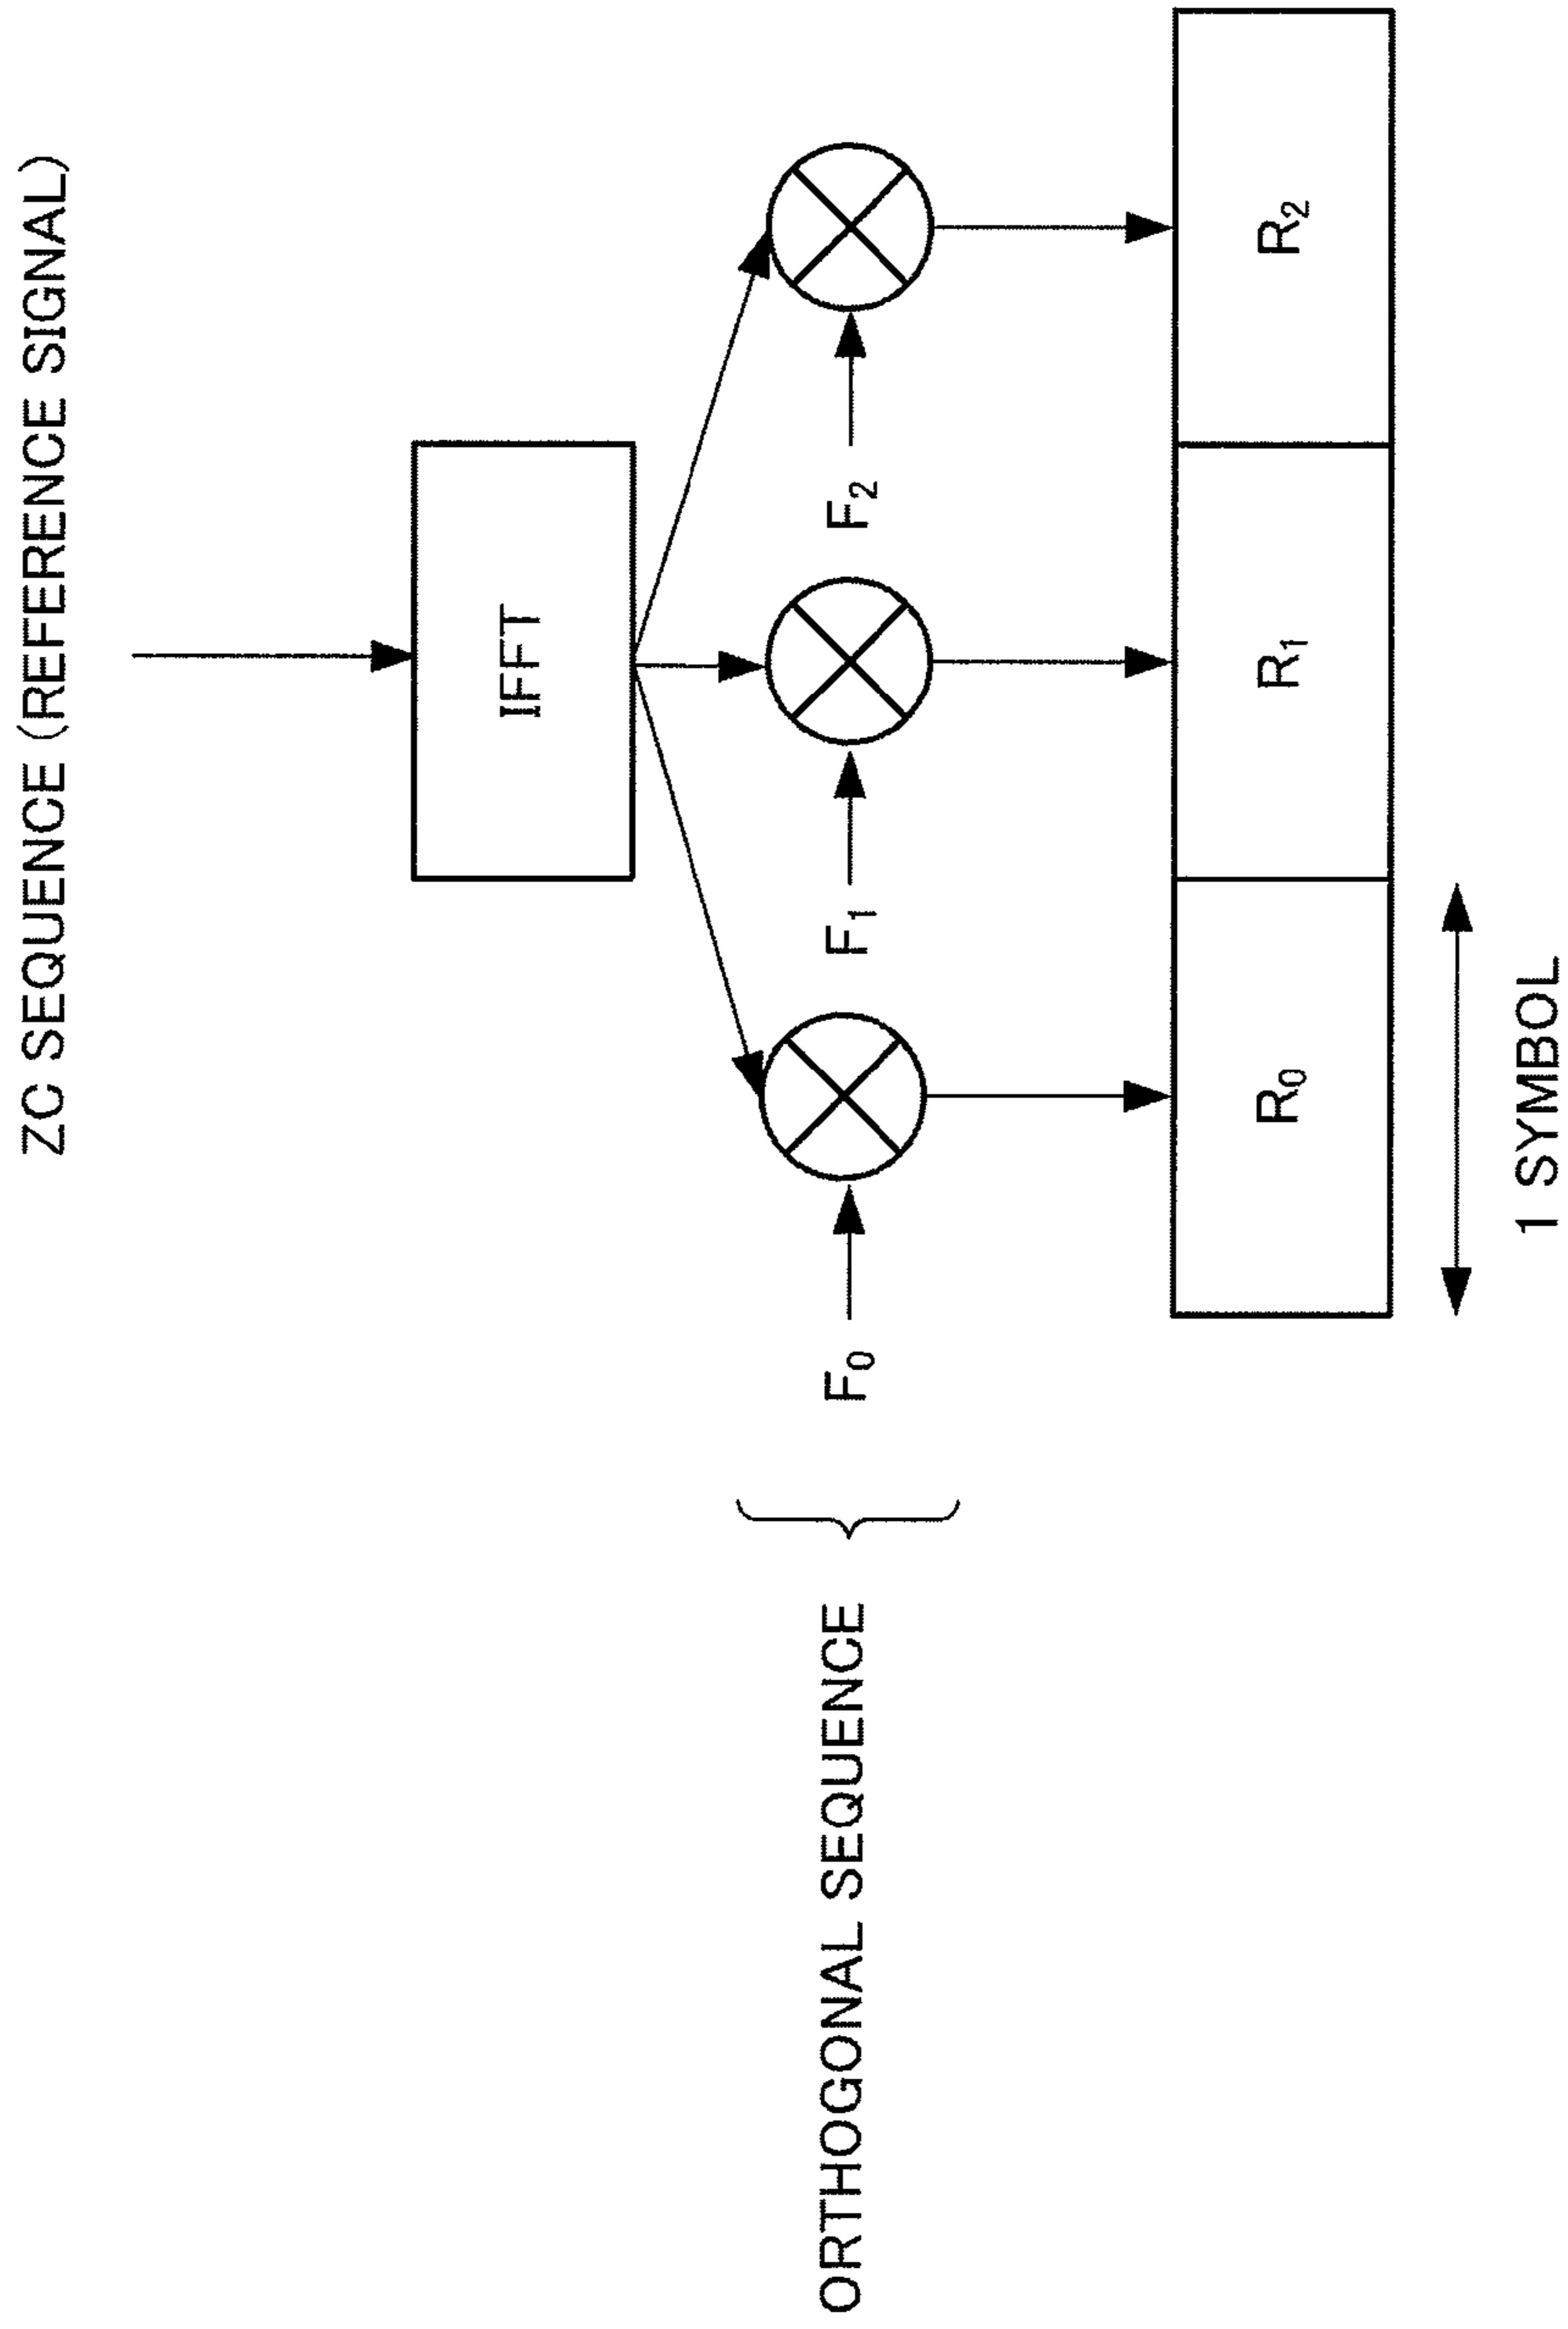 ZC SEQUENCE (REFERENCE SIGNAL)
IFFT
ORTHOGONAL SEQUENCE
F0
F1
F2
R0
R1
R2
1 SYMBOL